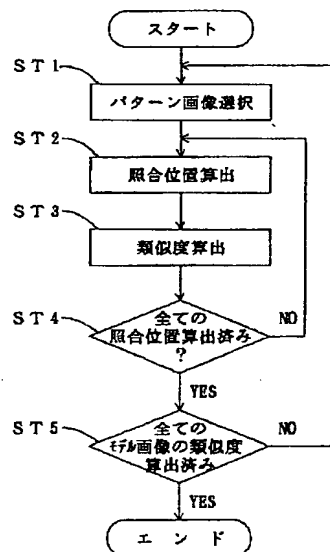 スタート
ST1
パターン画像選択
ST2
照合位置算出
ST3
類似度算出
ST4
全ての
照合位置算出済み
?
NO
YES
ST5
全ての
モデル画像の類似度
算出済み
NO
YES
エンド